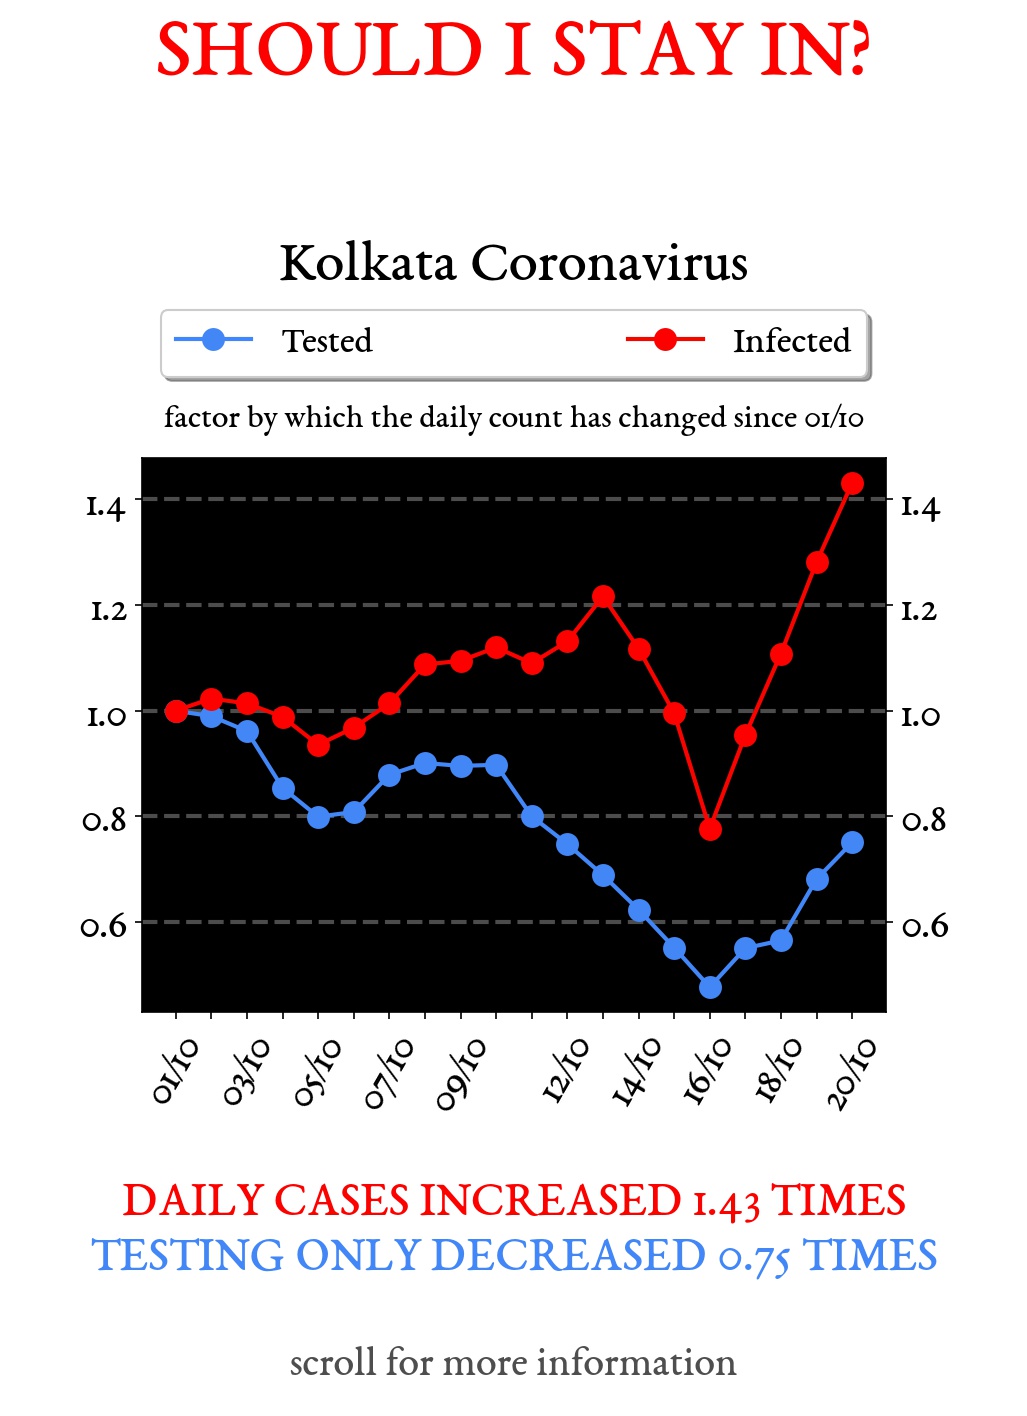 SHOULD I STAY IN?
Kolkata Coronavirus
Tested Infected
factor by which the daily count has changed since 01/10
1.4 1.4
1.2 1.2
1.0 1.0
0.8 0.8
0.6 0.6
01/10 03/10 05/10 07/10 09/10 12/10 14/10 16/10 18/10 20/10
DAILY CASES INCREASED 1.43 TIMES
TESTING ONLY DECREASED 0.75 TIMES
scroll for more information